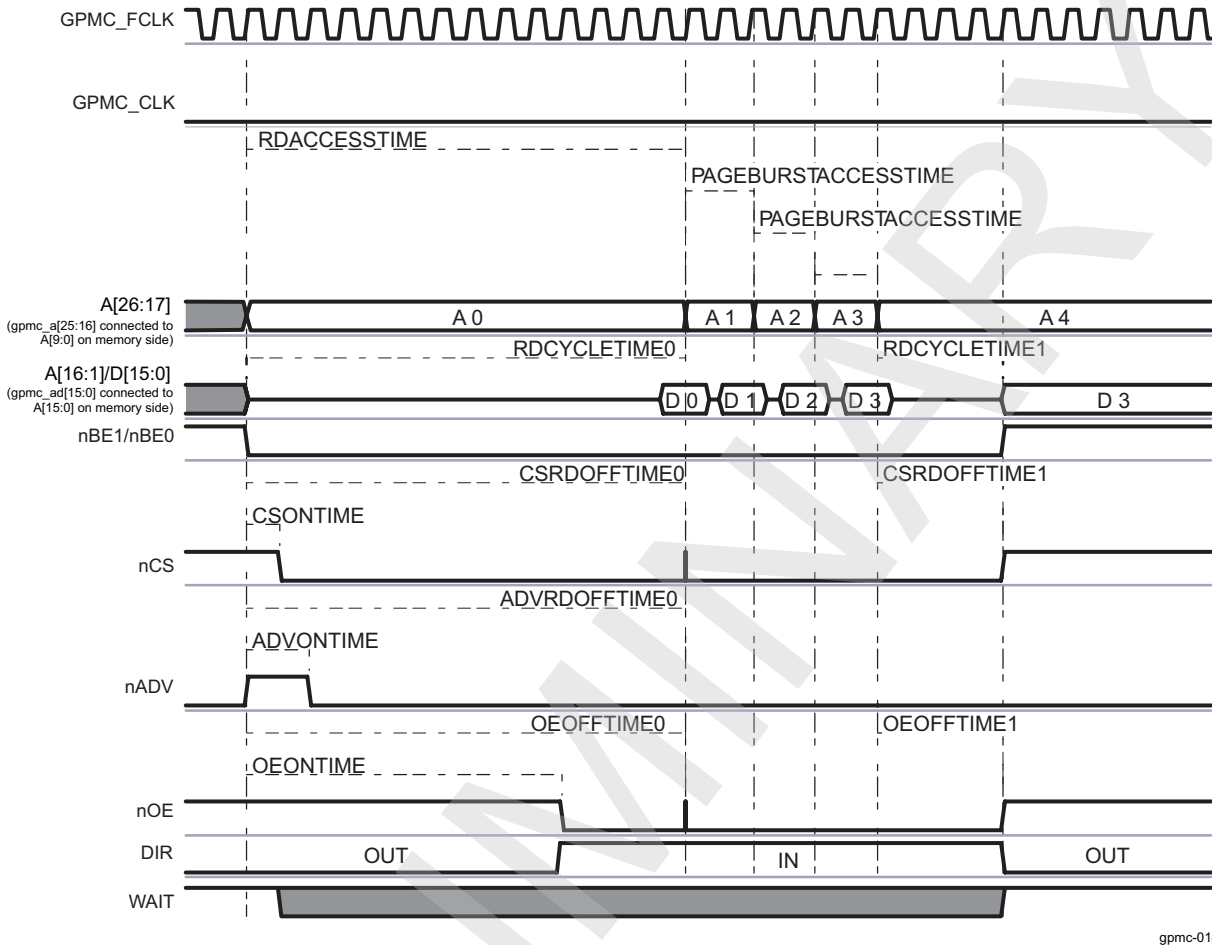 GPMC_FCLK
GPMC_CLK
RDACCESSTIME
PAGEBURSTACCESSTIME
PAGEBURSTACCESSTIME
A[26:17]
(gpmc_a[25:16] connected to
A[9:0] on memory side)
A 0 A 1 A 2 A 3 A 4
RDCYCLETIME0 RDCYCLETIME1
A[16:1]/D[15:0]
(gpmc_ad[15:0] connected to
A[15:0] on memory side)
D 0 D 1 D 2 D 3 D 3
nBE1/nBE0
CSRDOFFTIME0 CSRDOFFTIME1
CSONTIME
nCS
ADVRDOFFTIME0
ADVONTIME
nADV
OEOFFTIME0 OEOFFTIME1
OEONTIME
nOE
DIR OUT IN OUT
WAIT
gpmc-01
MINARY